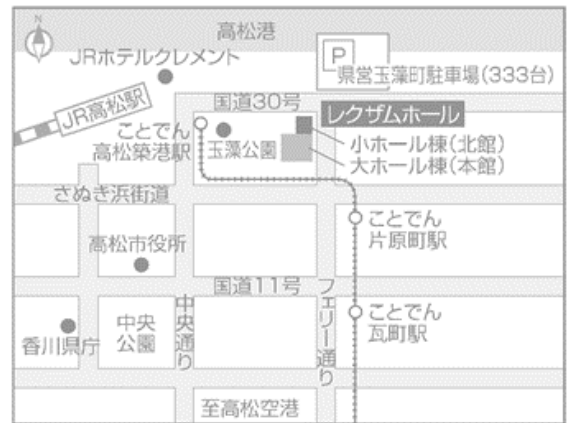 N
高松港
JRホテルクレメント
P
県営玉藻町駐車場(333台)
JR高松駅
国道30号
レクザムホール
ことでん
高松築港駅
玉藻公園
小ホール棟(北館)
大ホール棟(本館)
さぬき浜街道
ことでん
片原町駅
高松市役所
国道11号
中央通り
フェリー通り
ことでん
瓦町駅
香川県庁
中央
公園
至高松空港